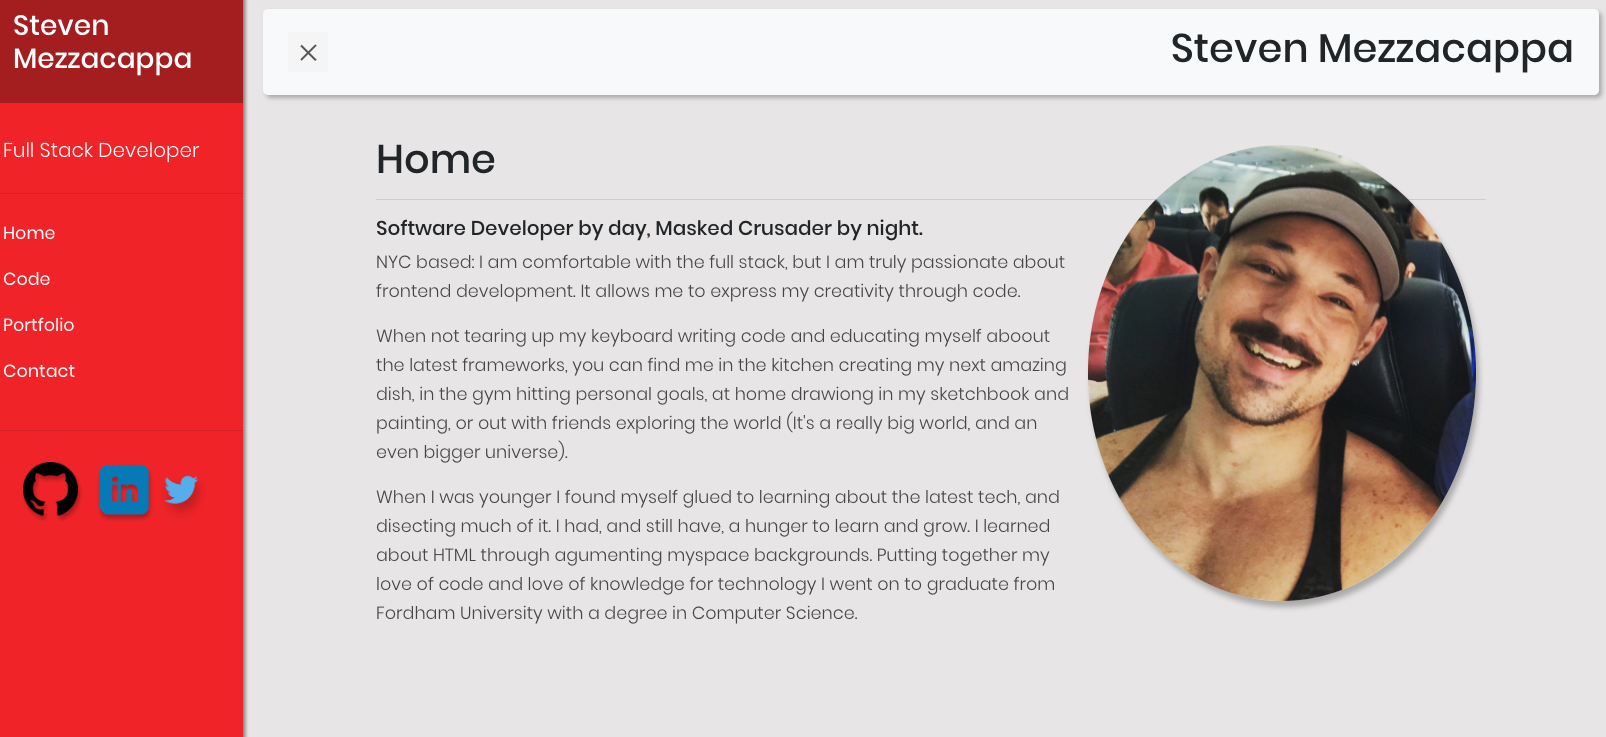 Steven
Mezzacappa
Full Stack Developer
Home
Code
Portfolio
Contact
in
Steven Mezzacappa
Home
Software Developer by day, Masked Crusader by night.
NYC based: I am comfortable with the full stack, but I am truly passionate about
frontend development. It allows me to express my creativity through code.
When not tearing up my keyboard writing code and educating myself aboout
the latest frameworks, you can find me in the kitchen creating my next amazing
dish, in the gym hitting personal goals, at home drawiong in my sketchbook and
painting, or out with friends exploring the world (It's a really big world, and an
even bigger universe).
When I was younger I found myself glued to learning about the latest tech, and
disecting much of it. I had, and still have, a hunger to learn and grow. I learned
about HTML through agumenting myspace backgrounds. Putting together my
love of code and love of knowledge for technology I went on to graduate from
Fordham University with a degree in Computer Science.